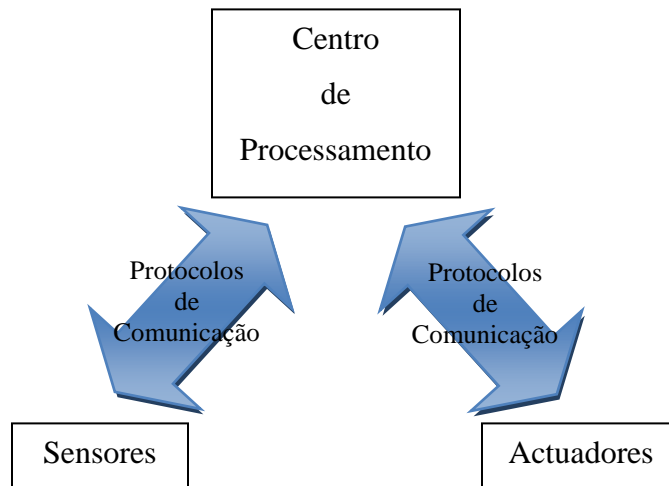 Centro
de
Processamento
Protocolos
de
Comunicação
Protocolos
de
Comunicação
Sensores
Actuadores